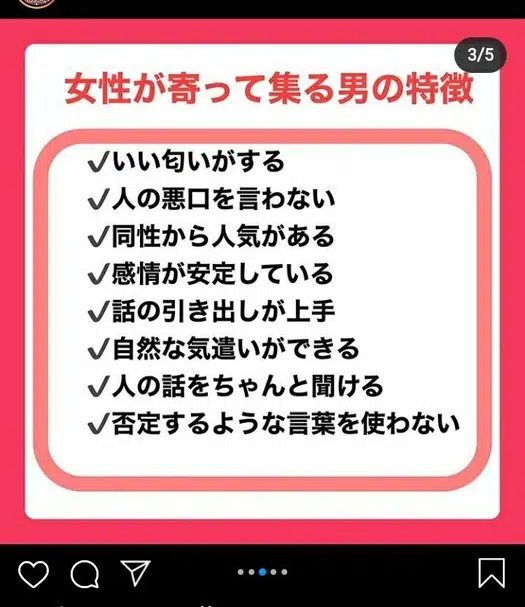 3/5
女性が寄って集る男の特徴
✓いい匂いがする
✓人の悪口を言わない
✓同性から人気がある
✓感情が安定している
✓話の引き出しが上手
✓自然な気遣いができる
✓人の話をちゃんと聞ける
✓否定するような言葉を使わない